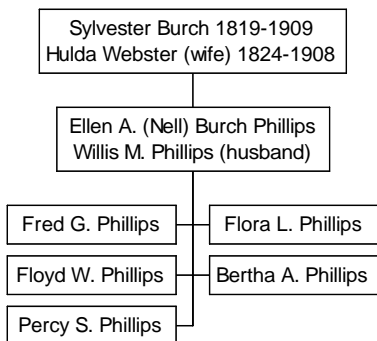 Sylvester Burch 1819-1909
Hulda Webster (wife) 1824-1908
Ellen A. (Nell) Burch Phillips
Willis M. Phillips (husband)
Fred G. Phillips
Flora L. Phillips
Floyd W. Phillips
Bertha A. Phillips
Percy S. Phillips